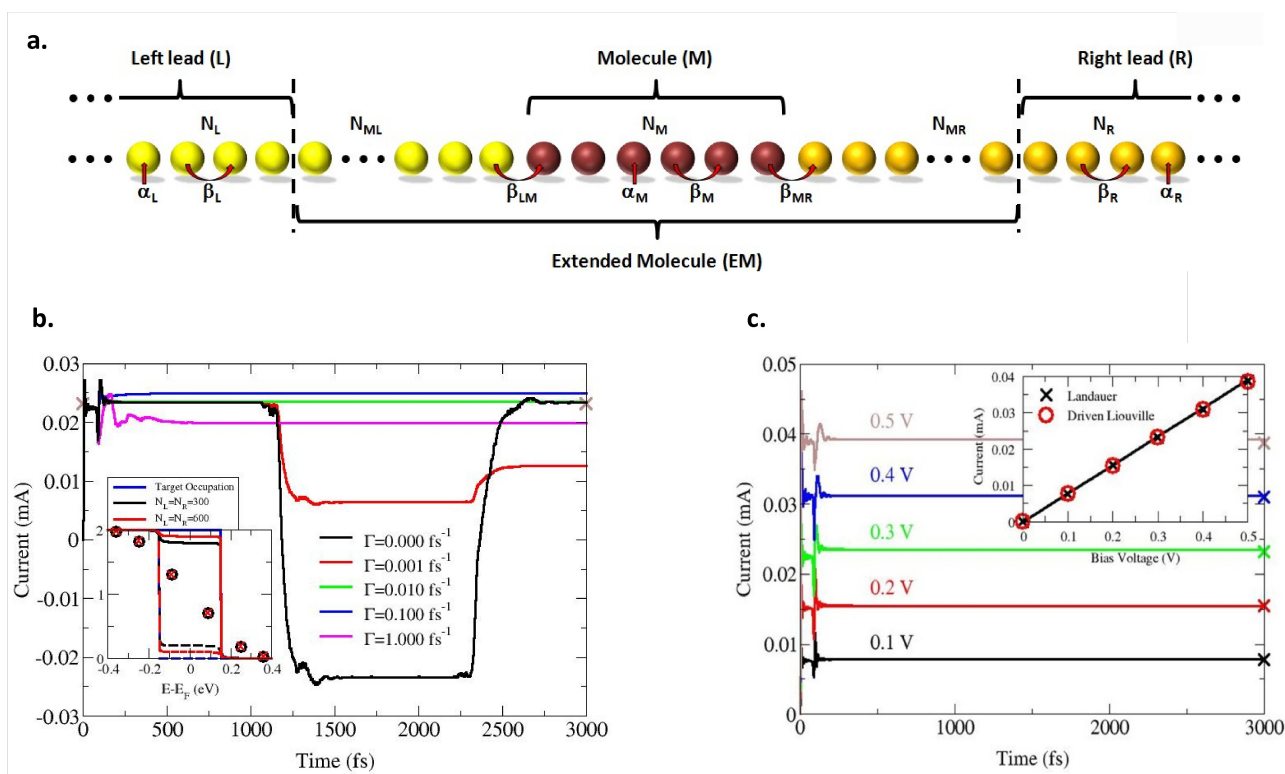 a.
Left lead (L) Molecule (M) Right lead (R)
N_L N_ML N_M N_MR N_R
α_L β_L β_LM α_M β_M β_MR β_R α_R
Extended Molecule (EM)
b.
Current (mA)
0.03
0.02
0.01
0
-0.01
-0.02
-0.03
0 500 1000 1500 2000 2500 3000
Time (fs)
Target Occupation
N_L=N_R=300
N_L=N_R=600
2
1
0
-0.4 -0.2 0 0.2 0.4
E-E_F (eV)
Γ=0.000 fs⁻¹
Γ=0.001 fs⁻¹
Γ=0.010 fs⁻¹
Γ=0.100 fs⁻¹
Γ=1.000 fs⁻¹
c.
Current (mA)
0.05
0.04
0.03
0.02
0.01
0
0 1000 2000 3000
Time (fs)
0.5 V
0.4 V
0.3 V
0.2 V
0.1 V
Landauer
Driven Liouville
Current (mA)
0.04
0.03
0.02
0.01
0
0 0.1 0.2 0.3 0.4 0.5
Bias Voltage (V)